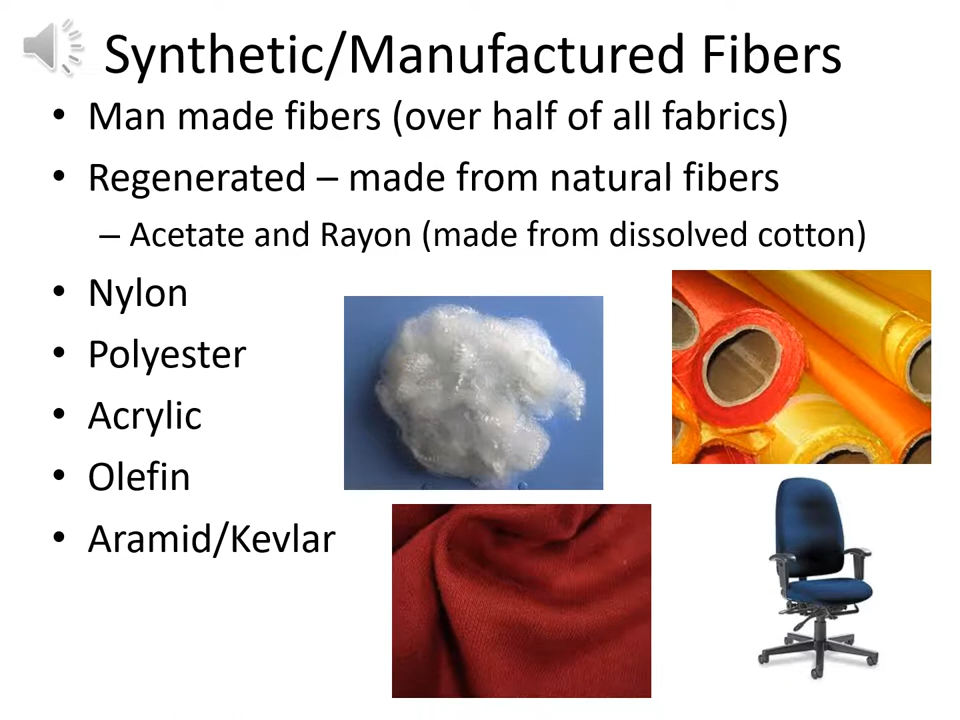 Synthetic/Manufactured Fibers
• Man made fibers (over half of all fabrics)
• Regenerated – made from natural fibers
– Acetate and Rayon (made from dissolved cotton)
• Nylon
• Polyester
• Acrylic
• Olefin
• Aramid/Kevlar